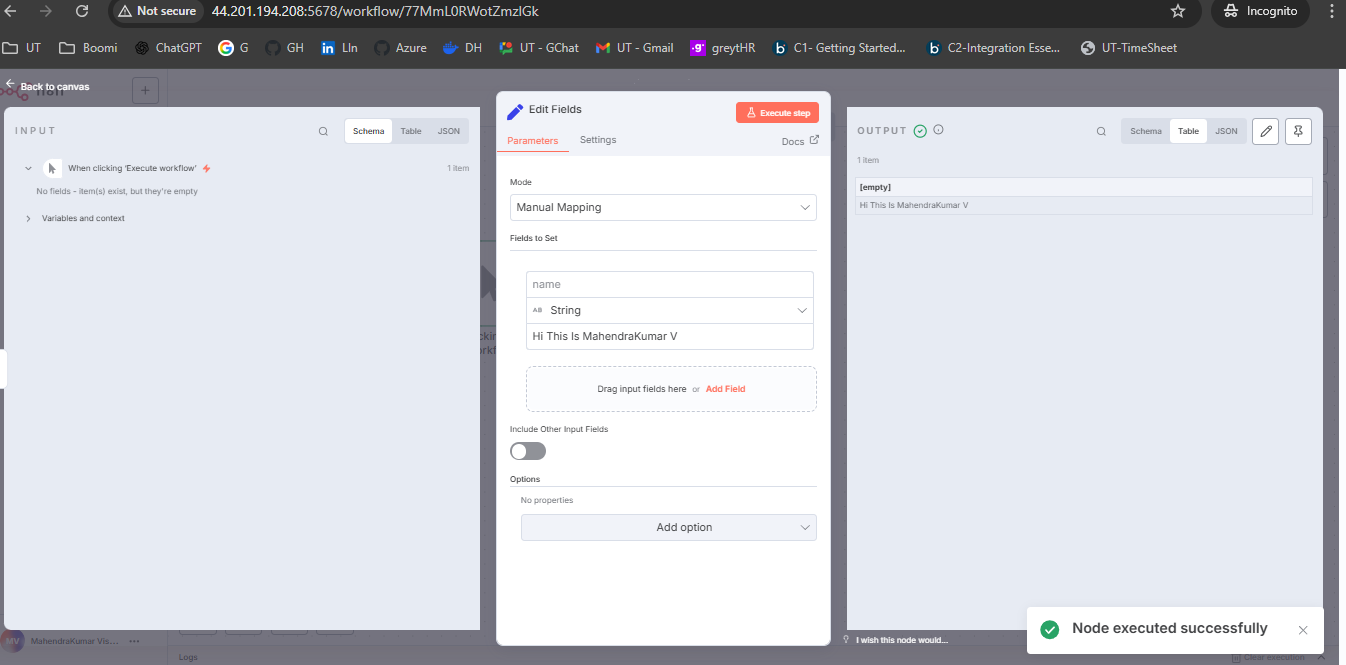 Not secure 44.201.194.208:5678/workflow/77MmL0RWotZmzlGk Incognito
UT Boomi ChatGPT G GH LIn Azure DH UT - GChat UT - Gmail greytHR C1- Getting Started... C2-Integration Esse... UT-TimeSheet
Back to canvas
INPUT Schema Table JSON
When clicking 'Execute workflow' 1 item
No fields - item(s) exist, but they're empty
Variables and context
Edit Fields Execute step
Parameters Settings Docs
Mode
Manual Mapping
Fields to Set
name
AB String
Hi This Is MahendraKumar V
Drag input fields here or Add Field
Include Other Input Fields
Options
No properties
Add option
OUTPUT Schema Table JSON
1 item
[empty]
Hi This Is MahendraKumar V
MV MahendraKumar Vis....
I wish this node would...
Node executed successfully
Logs
Clear execution